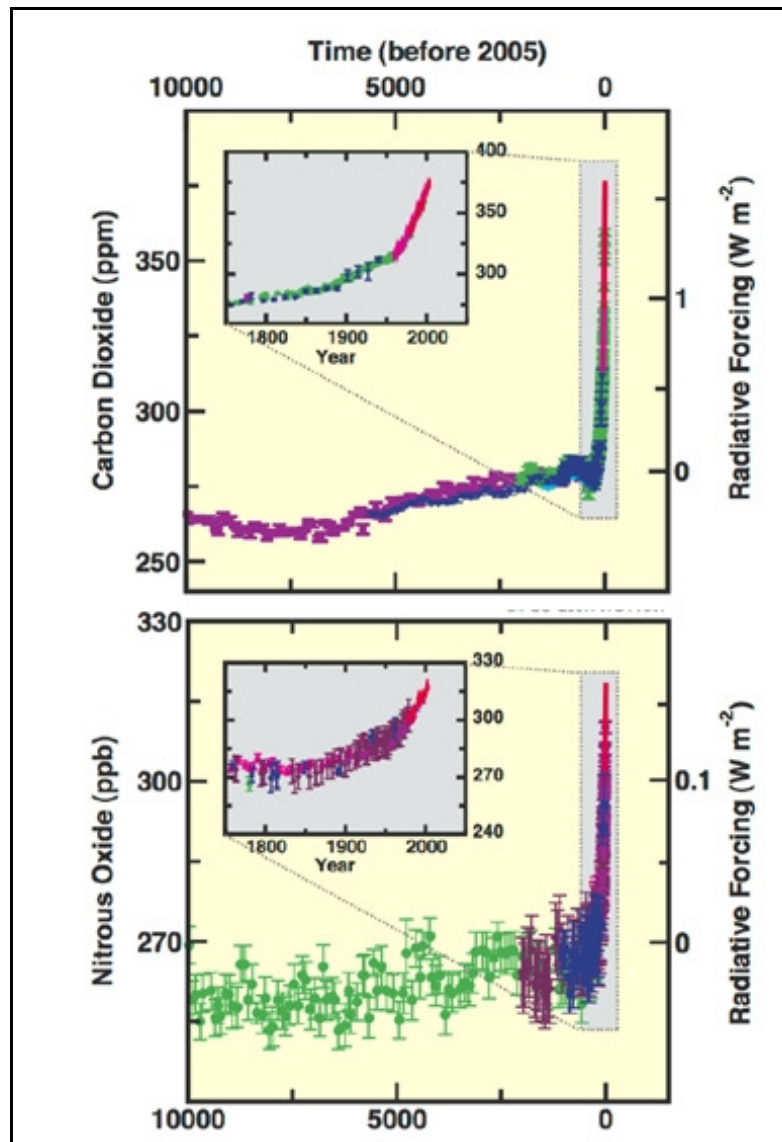 Time (before 2005)
10000 5000 0
Carbon Dioxide (ppm)
350
300
250
400
350
300
1800 1900 2000
Year
1
0
Radiative Forcing (W m-2)
Nitrous Oxide (ppb)
330
300
270
330
300
270
240
1800 1900 2000
Year
0.1
0
Radiative Forcing (W m-2)
10000 5000 0